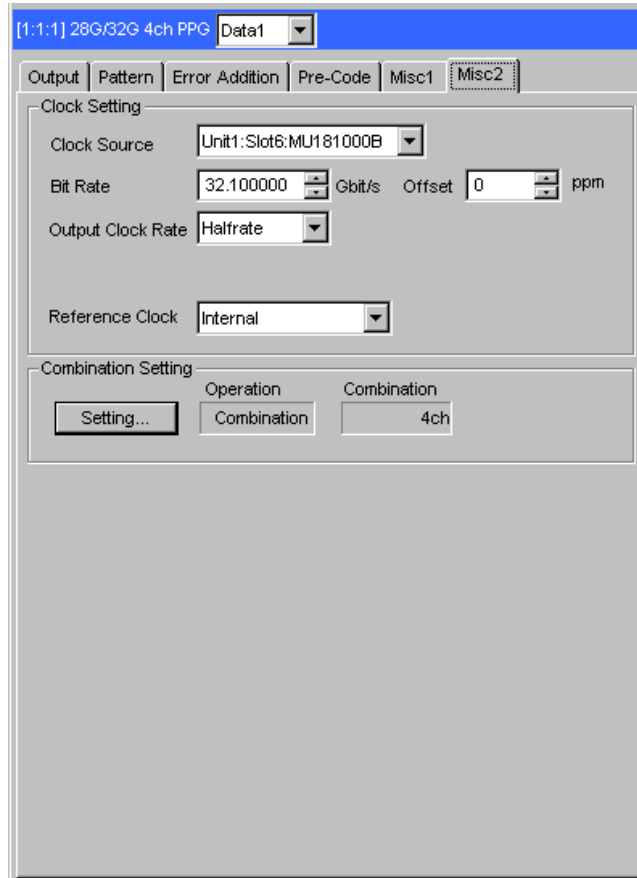 [1:1:1] 28G/32G 4ch PPG Data1
Output Pattern Error Addition Pre-Code Misc1 Misc2
Clock Setting
Clock Source Unit1:Slot6:MU181000B
Bit Rate 32.100000 Gbit/s Offset 0 ppm
Output Clock Rate Halfrate
Reference Clock Internal
Combination Setting
Operation Combination
Setting... Combination 4ch